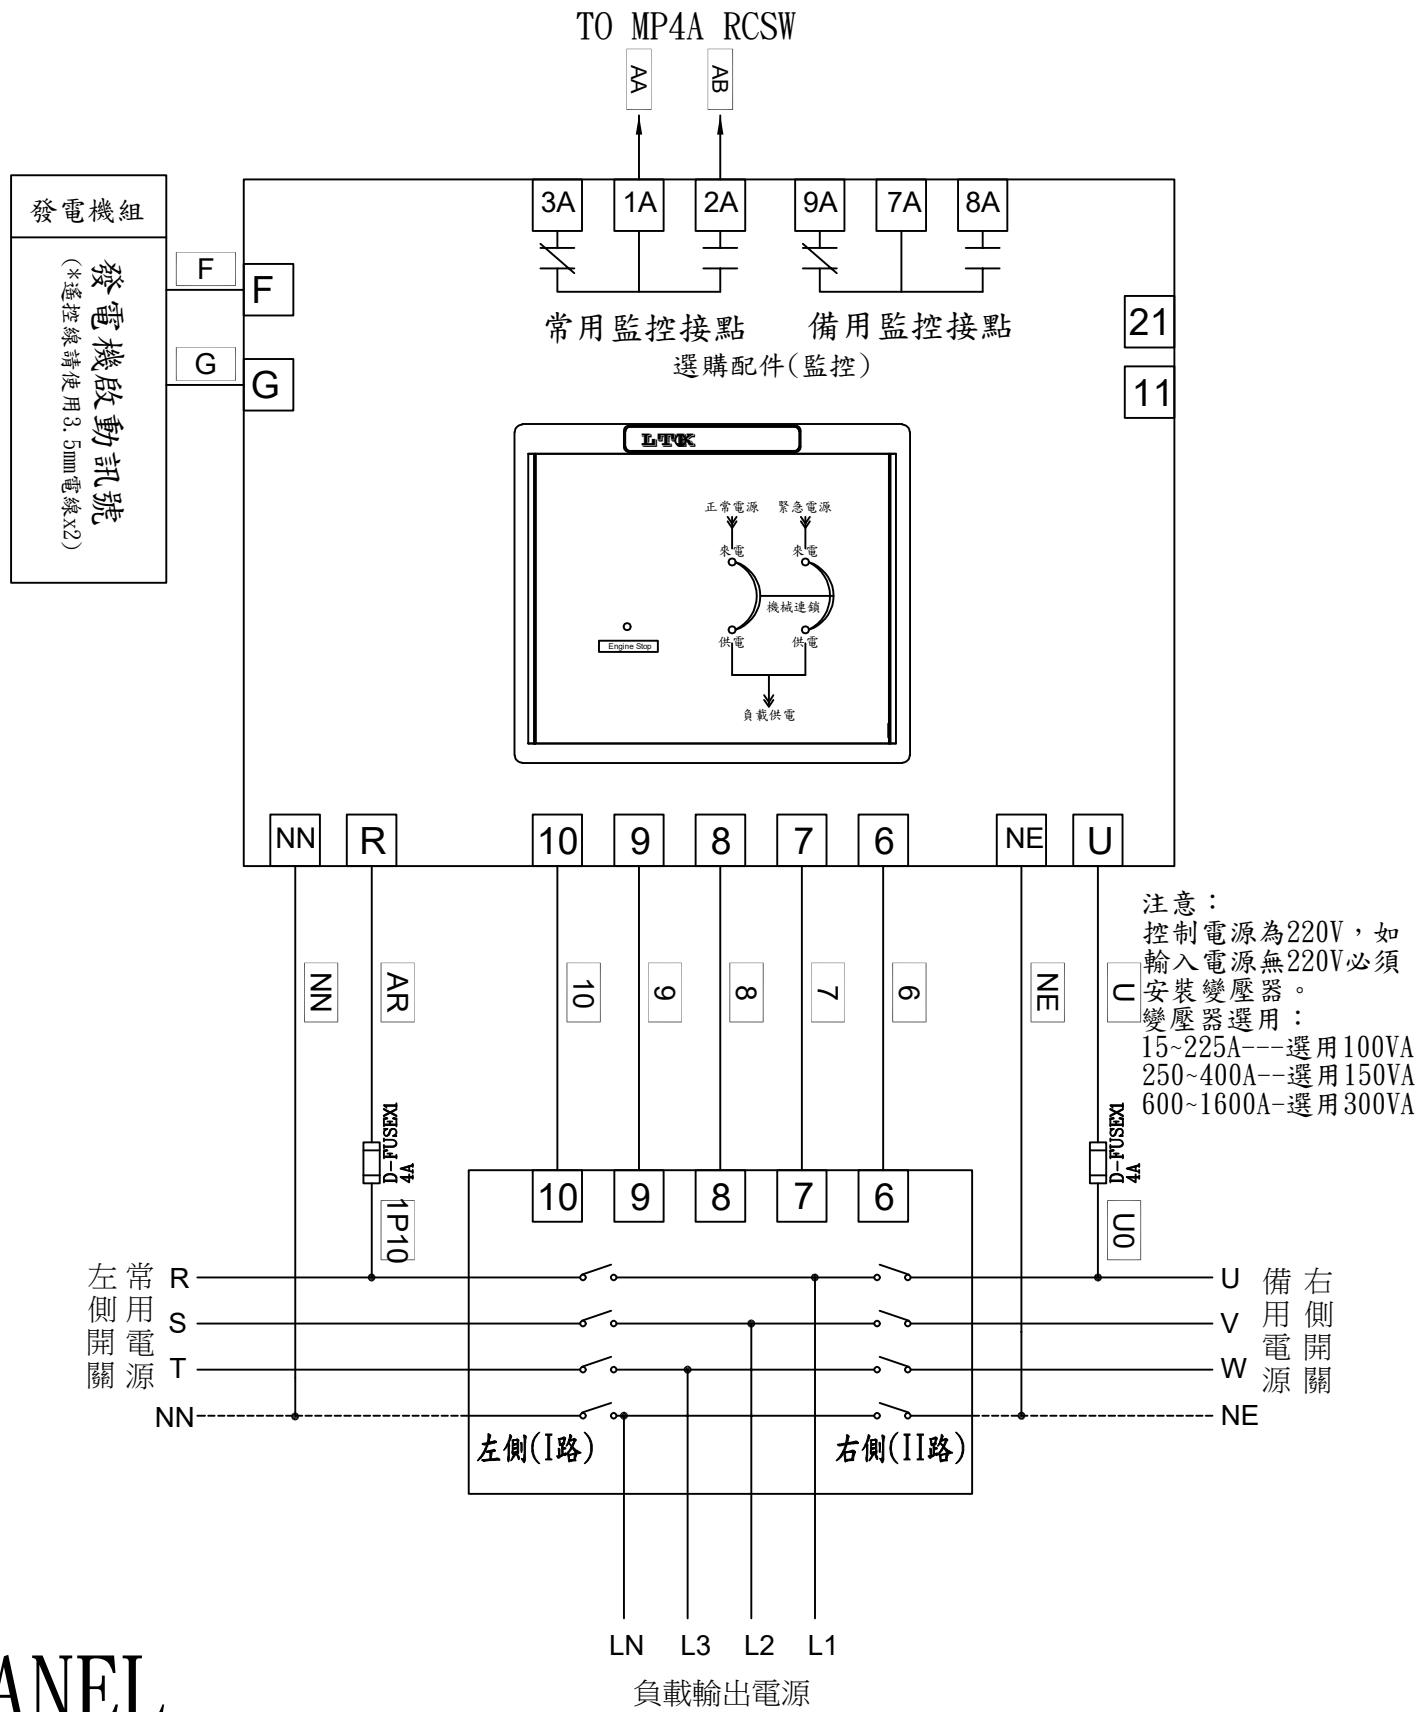 TO MP4A RCSW
AA
AB
3A
1A
2A
9A
7A
8A
發電機組
發電機啟動訊號
(*遙控線請使用3.5mm電線x2)
F
F
G
G
常用監控接點
備用監控接點
選購配件(監控)
21
11
LTCK
正常電源
緊急電源
來電
來電
機械連鎖
供電
供電
負載供電
Engine Stop
NN
R
10
9
8
7
6
NE
U
注意：
控制電源為220V，如
輸入電源無220V必須
安裝變壓器。
變壓器選用：
15~225A---選用100VA
250~400A--選用150VA
600~1600A-選用300VA
NN
AR
10
9
8
7
6
NE
U
D-FUSEX1
4A
D-FUSEX1
4A
1P10
U0
10
9
8
7
6
常用電源
左側開關
R
S
T
NN
U
V
W
NE
右側開關
備用電源
左側(I路)
右側(II路)
LN
L3
L2
L1
負載輸出電源
ANEL